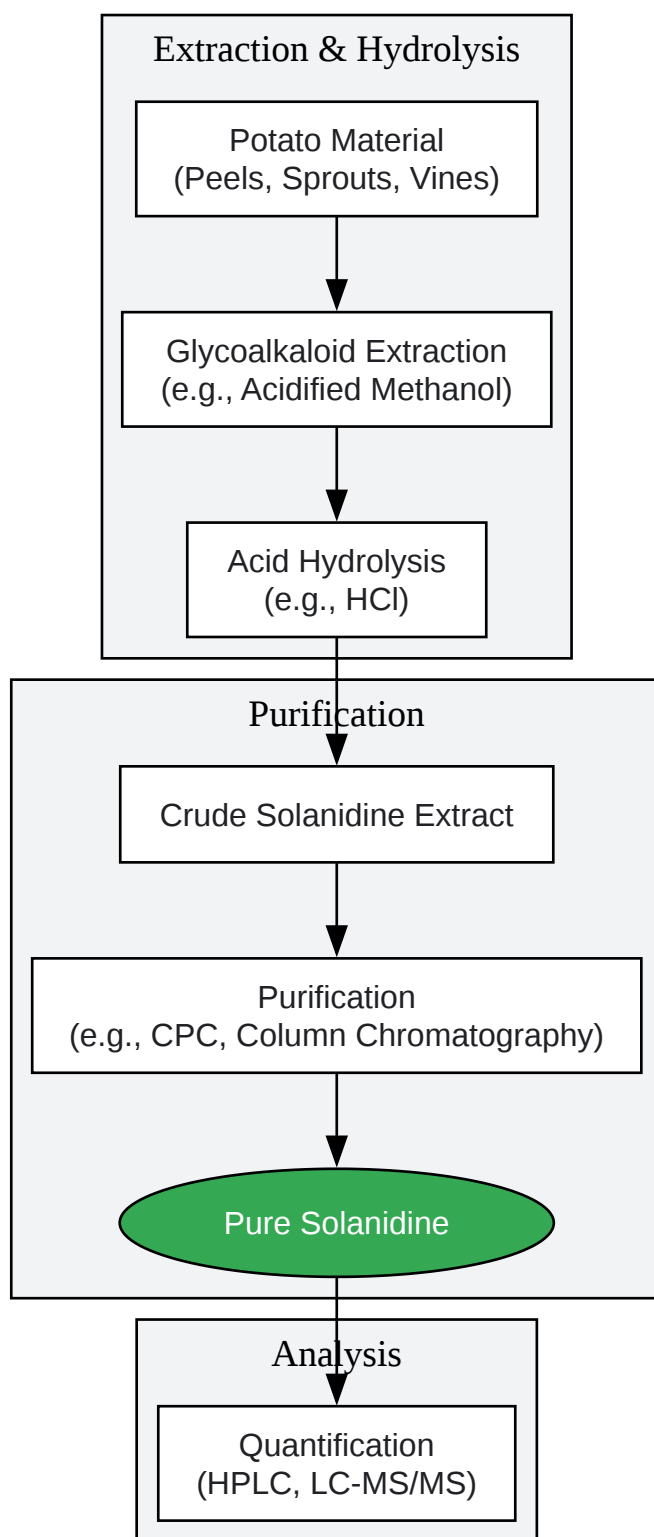 Extraction & Hydrolysis
Potato Material
(Peels, Sprouts, Vines)
Glycoalkaloid Extraction
(e.g., Acidified Methanol)
Acid Hydrolysis
(e.g., HCl)
Purification
Crude Solanidine Extract
Purification
(e.g., CPC, Column Chromatography)
Pure Solanidine
Analysis
Quantification
(HPLC, LC-MS/MS)